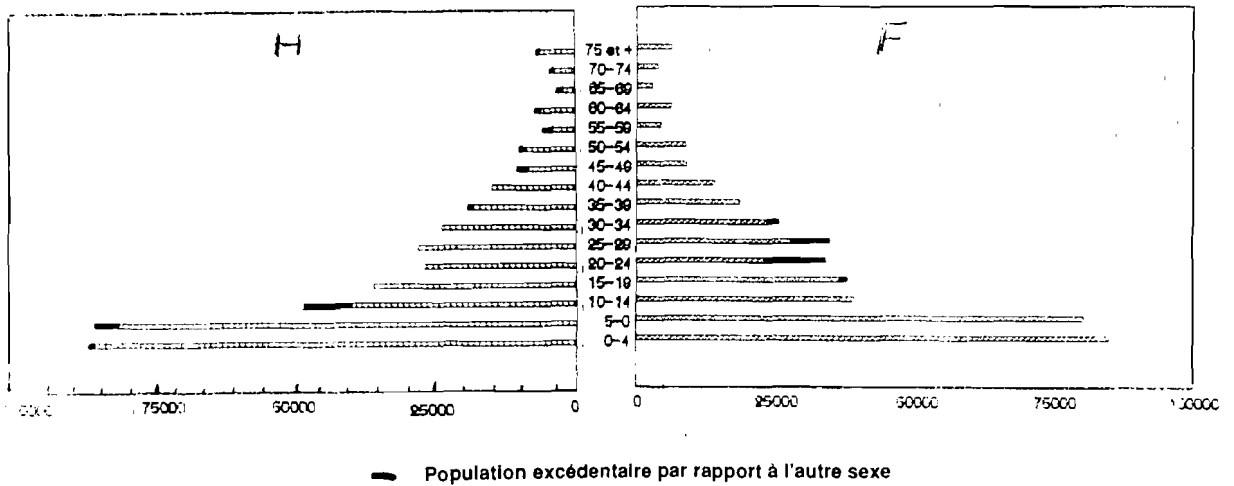 H
F
75 et +
70-74
65-69
60-64
55-59
50-54
45-49
40-44
35-39
30-34
25-29
20-24
15-19
10-14
5-0
0-4
75000 50000 25000 0
0 25000 50000 75000 100000
Population excédentaire par rapport à l'autre sexe